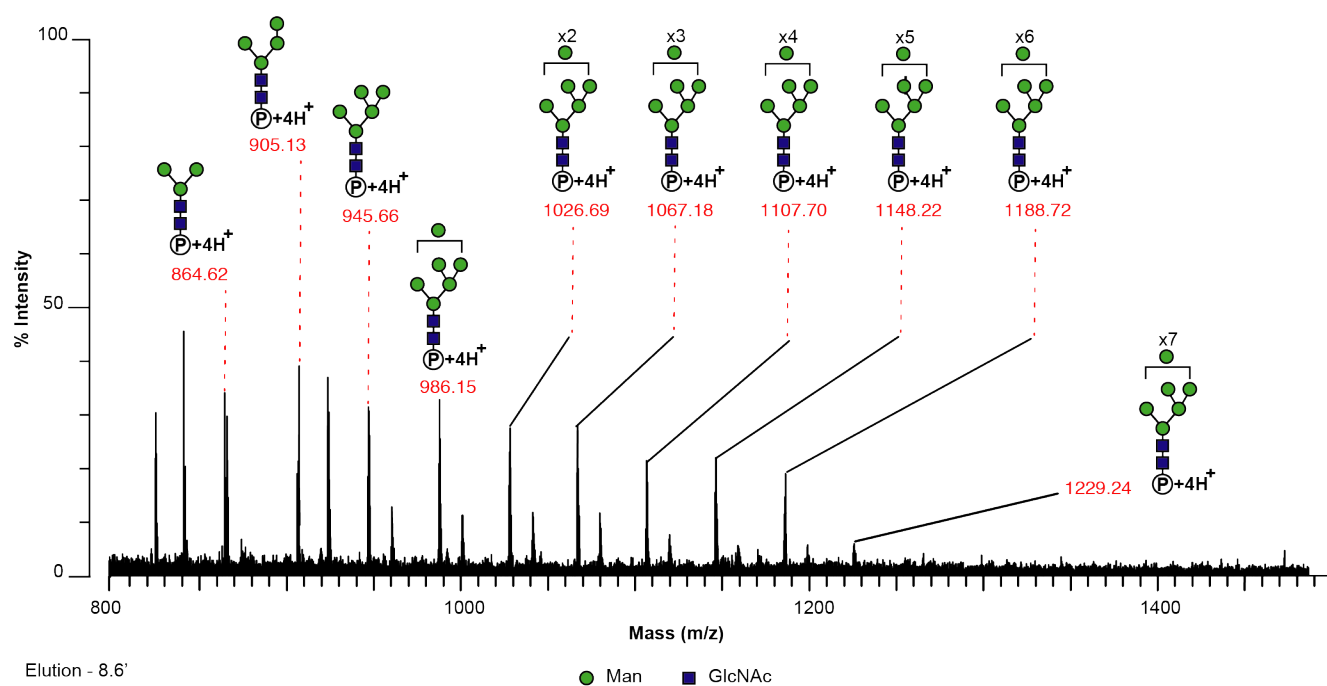 100
50
0
% Intensity
P+4H+
864.62
P+4H+
905.13
P+4H+
945.66
P+4H+
986.15
x2
P+4H+
1026.69
x3
P+4H+
1067.18
x4
P+4H+
1107.70
x5
P+4H+
1148.22
x6
P+4H+
1188.72
x7
P+4H+
1229.24
800
1000
1200
1400
Mass (m/z)
Elution - 8.6’
Man
GlcNAc